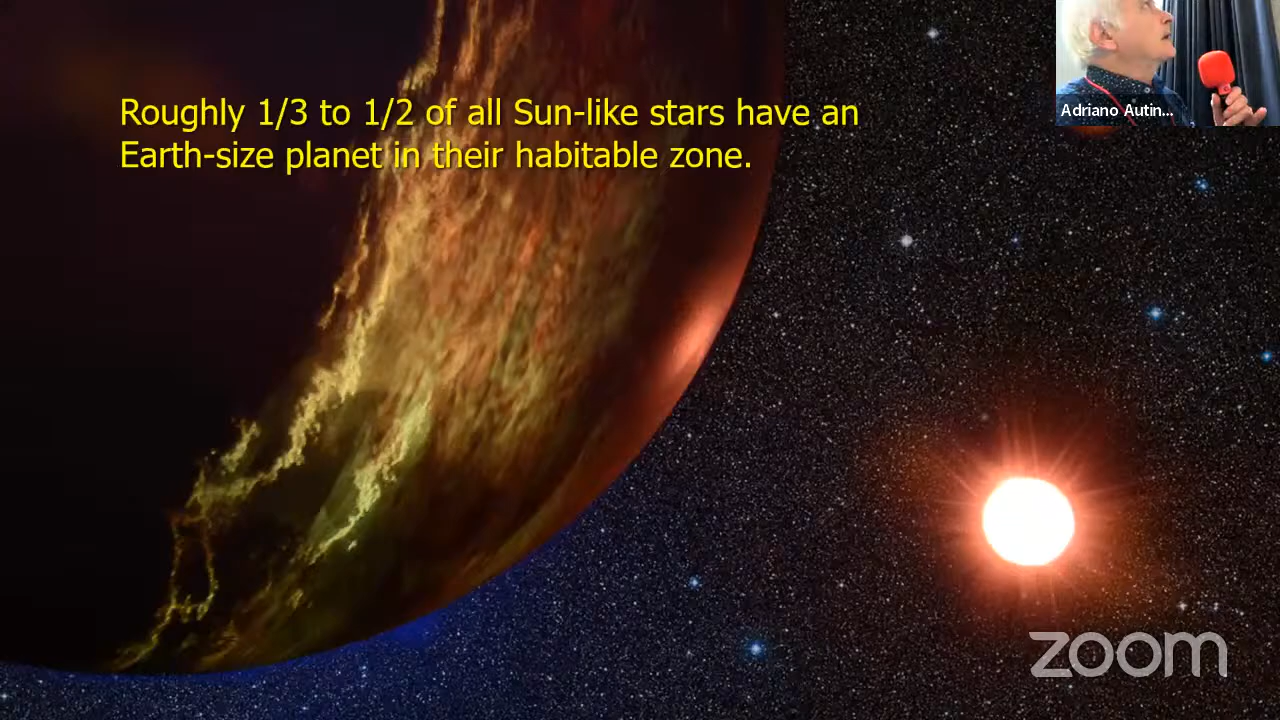 Roughly 1/3 to 1/2 of all Sun-like stars have an
Earth-size planet in their habitable zone.
Adriano Autin...
zoom